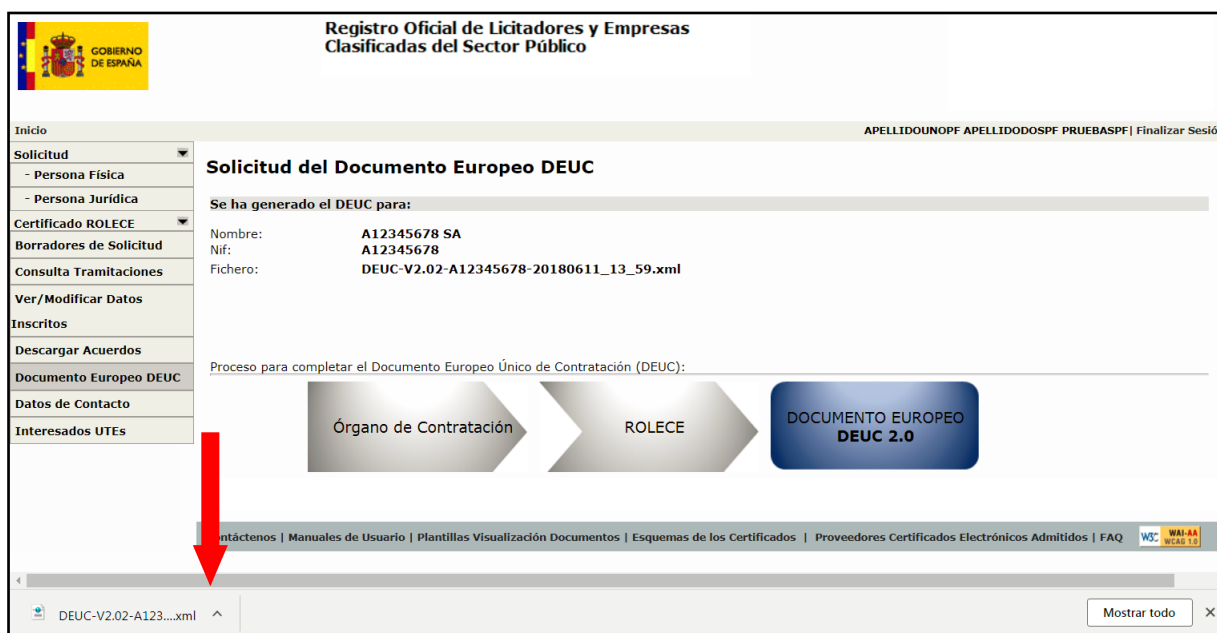 GOBIERNO
DE ESPAÑA
Registro Oficial de Licitadores y Empresas
Clasificadas del Sector Público
Inicio
APELLIDOUNOPF APELLIDODOSPF PRUEBASPF| Finalizar Sesió
Solicitud
- Persona Física
- Persona Jurídica
Certificado ROLECE
Borradores de Solicitud
Consulta Tramitaciones
Ver/Modificar Datos
Inscritos
Descargar Acuerdos
Documento Europeo DEUC
Datos de Contacto
Interesados UTEs
Solicitud del Documento Europeo DEUC
Se ha generado el DEUC para:
Nombre: A12345678 SA
Nif: A12345678
Fichero: DEUC-V2.02-A12345678-20180611_13_59.xml
Proceso para completar el Documento Europeo Único de Contratación (DEUC):
Órgano de Contratación
ROLECE
DOCUMENTO EUROPEO
DEUC 2.0
ntáctenos | Manuales de Usuario | Plantillas Visualización Documentos | Esquemas de los Certificados | Proveedores Certificados Electrónicos Admitidos | FAQ
W3C WAI-AA
WCAG 1.0
DEUC-V2.02-A123....xml
Mostrar todo